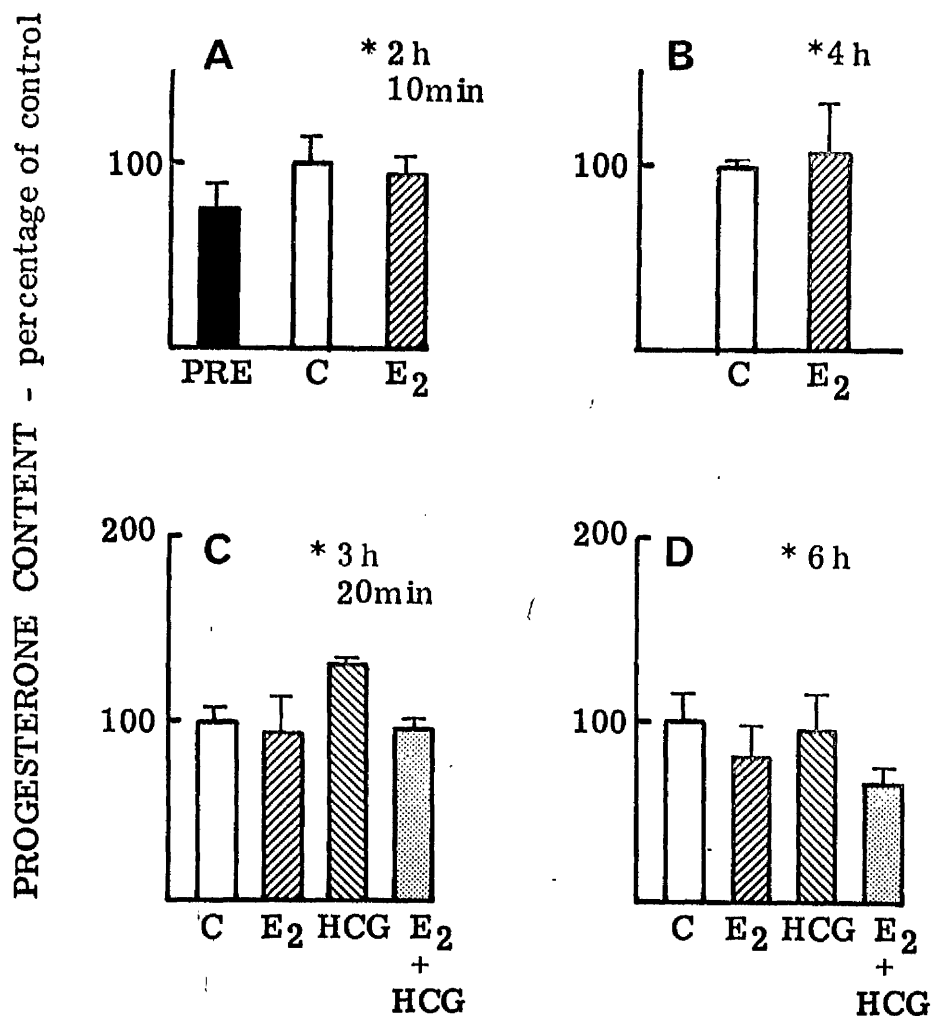 PROGESTERONE CONTENT - percentage of control
A
* 2 h
10min
100
PRE C E2
B
*4 h
100
C E2
200
C
* 3 h
20min
100
C E2 HCG E2
+
HCG
200
D
* 6 h
100
C E2 HCG E2
+
HCG